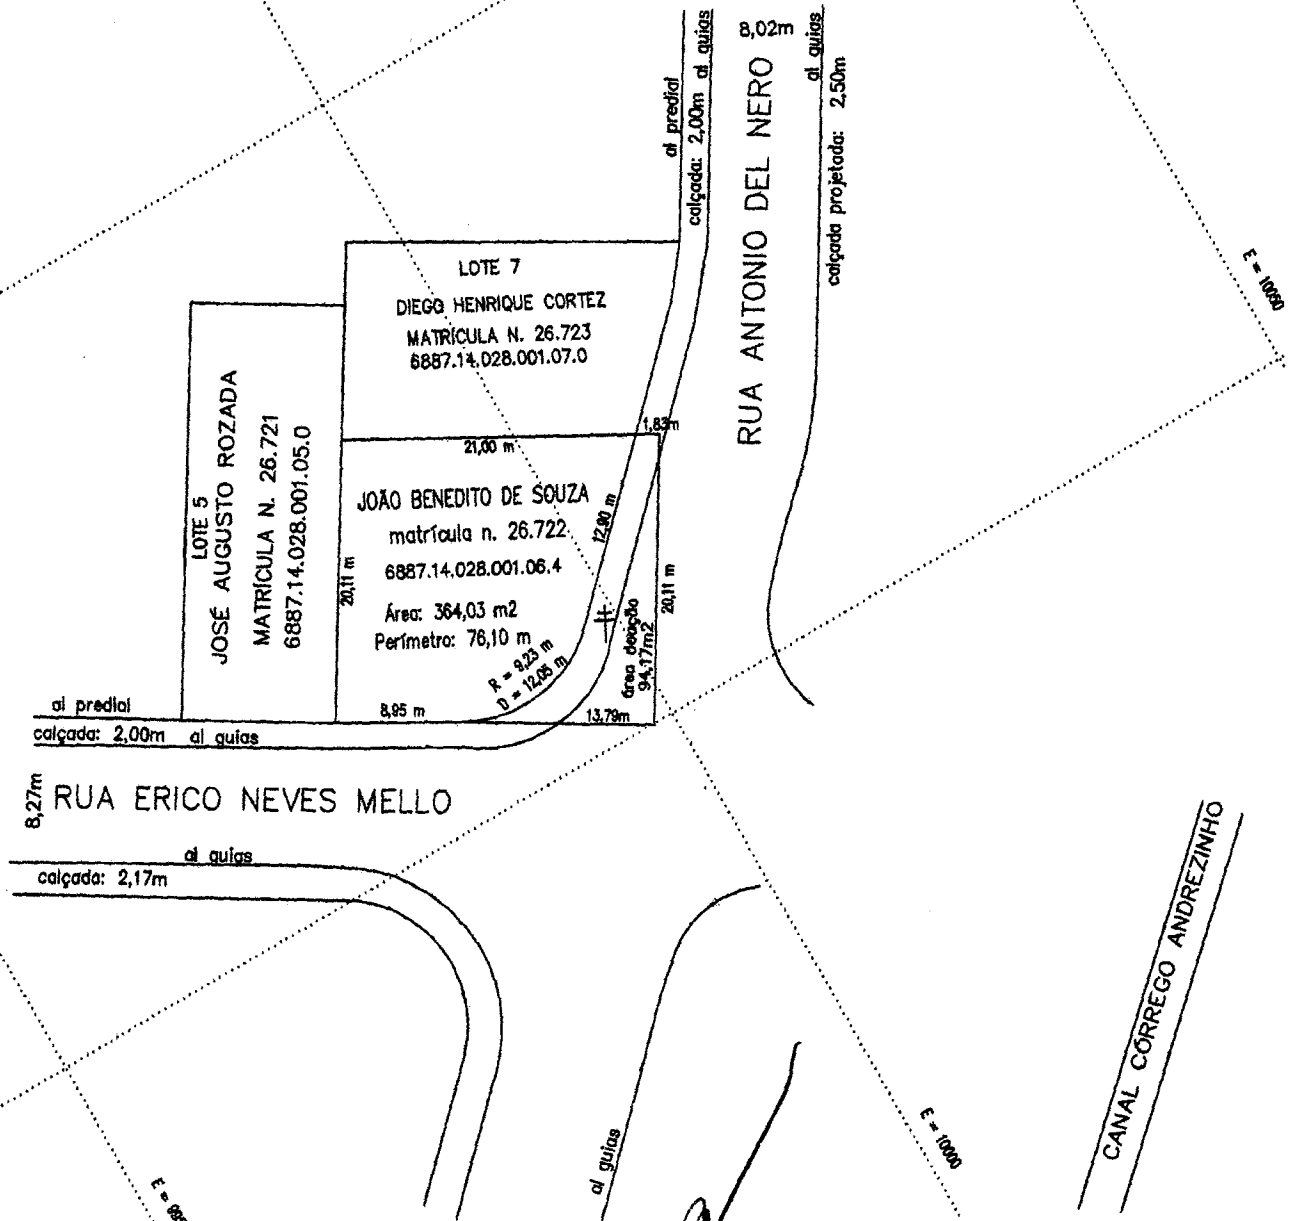 8,02m
al guias
al guias
al predial
calçada: 2,00m
RUA ANTONIO DEL NERO
calçada projetada: 2,50m
E = 10050
LOTE 7
DIEGO HENRIQUE CORTEZ
MATRÍCULA N. 26.723
6887.14.028.001.07.0
LOTE 5
JOSÉ AUGUSTO ROZADA
MATRÍCULA N. 26.721
6887.14.028.001.05.0
1,83m
21,00 m
JOÃO BENEDITO DE SOUZA
matrícula n. 26.722
6887.14.028.001.06.4
Área: 364,03 m2
Perímetro: 76,10 m
20,11 m
12,90 m
20,11 m
R = 9,23 m
D = 12,05 m
área doação
94,17m2
8,95 m
13,79m
al predial
calçada: 2,00m
al guias
8,27m
RUA ERICO NEVES MELLO
al guias
calçada: 2,17m
al guias
E = 10000
CANAL CÓRREGO ANDREZINHO